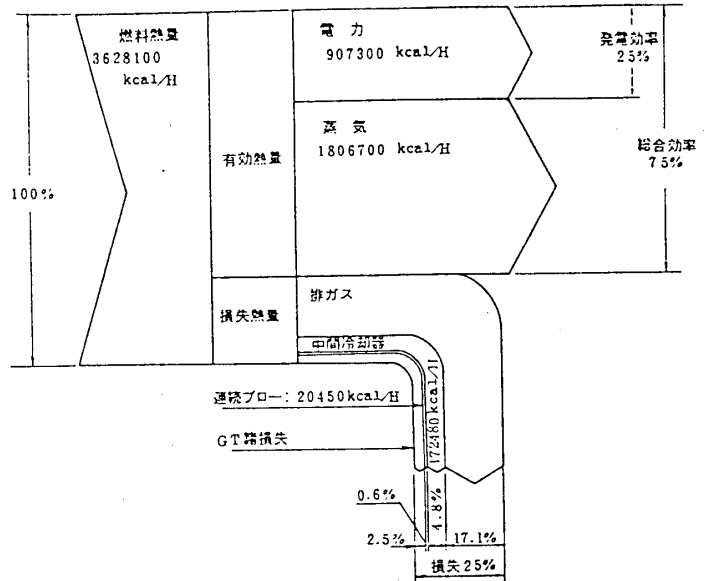 燃料熱量
3628100
kcal/H
電 力
907300 kcal/H
発電効率
25%
蒸 気
1806700 kcal/H
総合効率
75%
有効熱量
100%
排ガス
損失熱量
中間冷却器
連続ブロー: 20450kcal/H
172480kcal/H
GT諸損失
0.6%
4.8%
2.5%
17.1%
損失25%